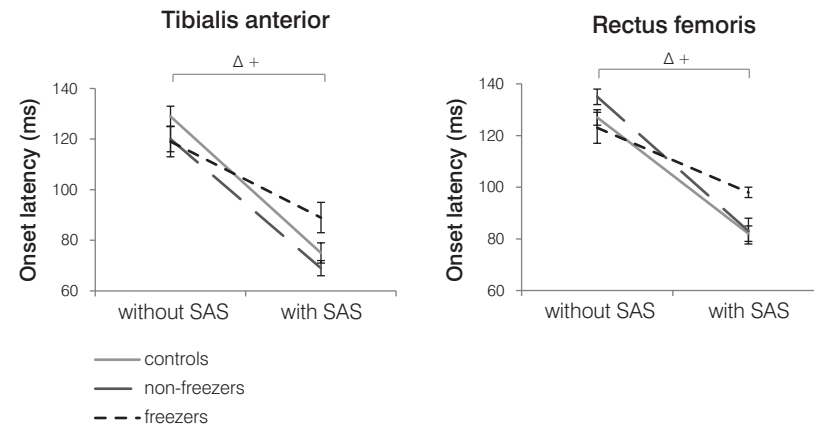 Tibialis anterior
Δ +
Onset latency (ms)
140
120
100
80
60
without SAS with SAS
Rectus femoris
Δ +
Onset latency (ms)
140
120
100
80
60
without SAS with SAS
controls
non-freezers
freezers